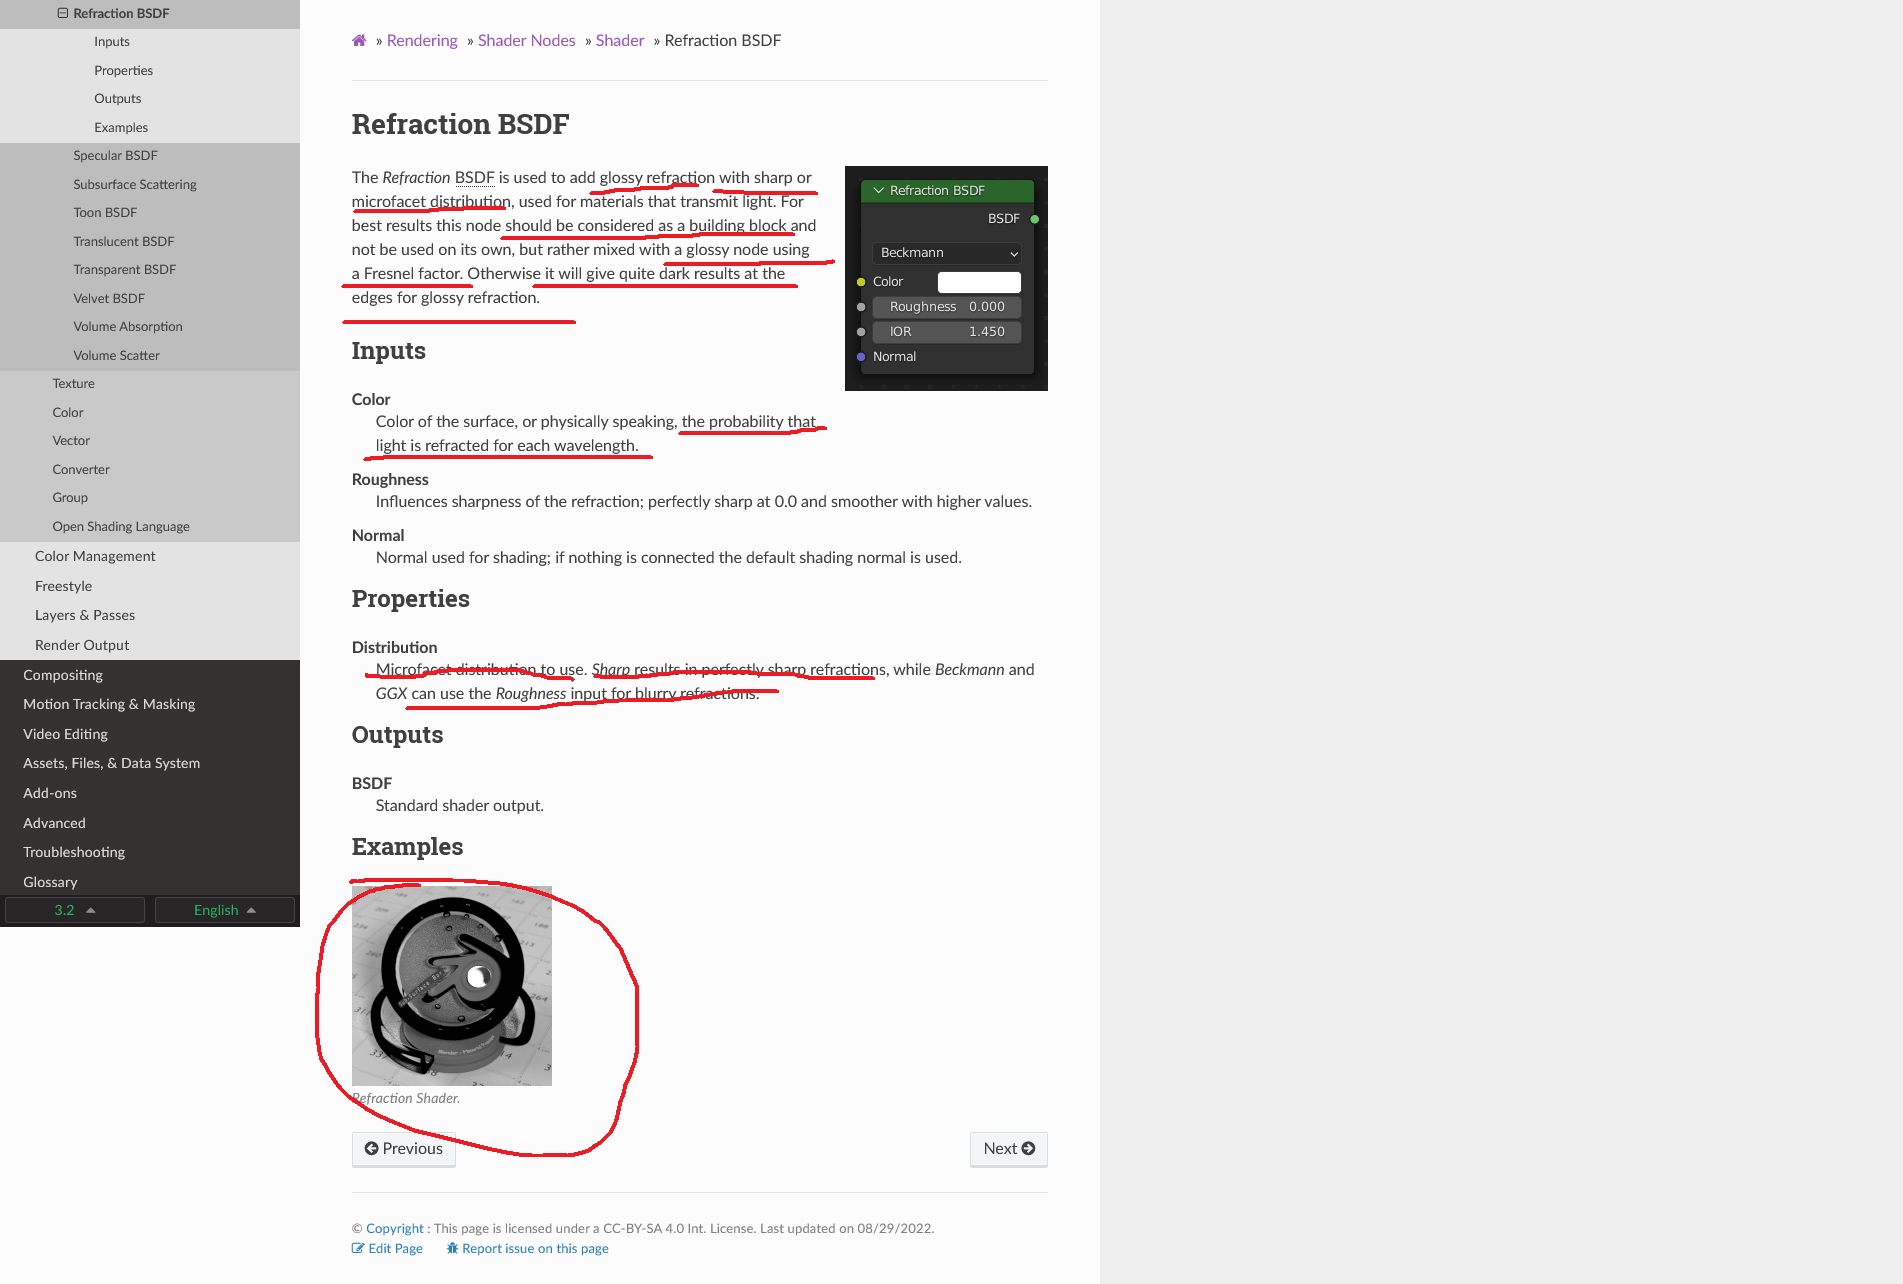 Refraction BSDF
Inputs
Properties
Outputs
Examples
Specular BSDF
Subsurface Scattering
Toon BSDF
Translucent BSDF
Transparent BSDF
Velvet BSDF
Volume Absorption
Volume Scatter
Texture
Color
Vector
Converter
Group
Open Shading Language
Color Management
Freestyle
Layers & Passes
Render Output
Compositing
Motion Tracking & Masking
Video Editing
Assets, Files, & Data System
Add-ons
Advanced
Troubleshooting
Glossary
3.2
English
» Rendering » Shader Nodes » Shader » Refraction BSDF
Refraction BSDF
The Refraction BSDF is used to add glossy refraction with sharp or
microfacet distribution, used for materials that transmit light. For
best results this node should be considered as a building block and
not be used on its own, but rather mixed with a glossy node using
a Fresnel factor. Otherwise it will give quite dark results at the
edges for glossy refraction.
Refraction BSDF
BSDF
Beckmann
Color
Roughness 0.000
IOR 1.450
Normal
Inputs
Color
Color of the surface, or physically speaking, the probability that
light is refracted for each wavelength.
Roughness
Influences sharpness of the refraction; perfectly sharp at 0.0 and smoother with higher values.
Normal
Normal used for shading; if nothing is connected the default shading normal is used.
Properties
Distribution
Microfacet distribution to use. Sharp results in perfectly sharp refractions, while Beckmann and
GGX can use the Roughness input for blurry refractions.
Outputs
BSDF
Standard shader output.
Examples
264
Refraction Shader.
Previous
Next
© Copyright : This page is licensed under a CC-BY-SA 4.0 Int. License. Last updated on 08/29/2022.
Edit Page
Report issue on this page